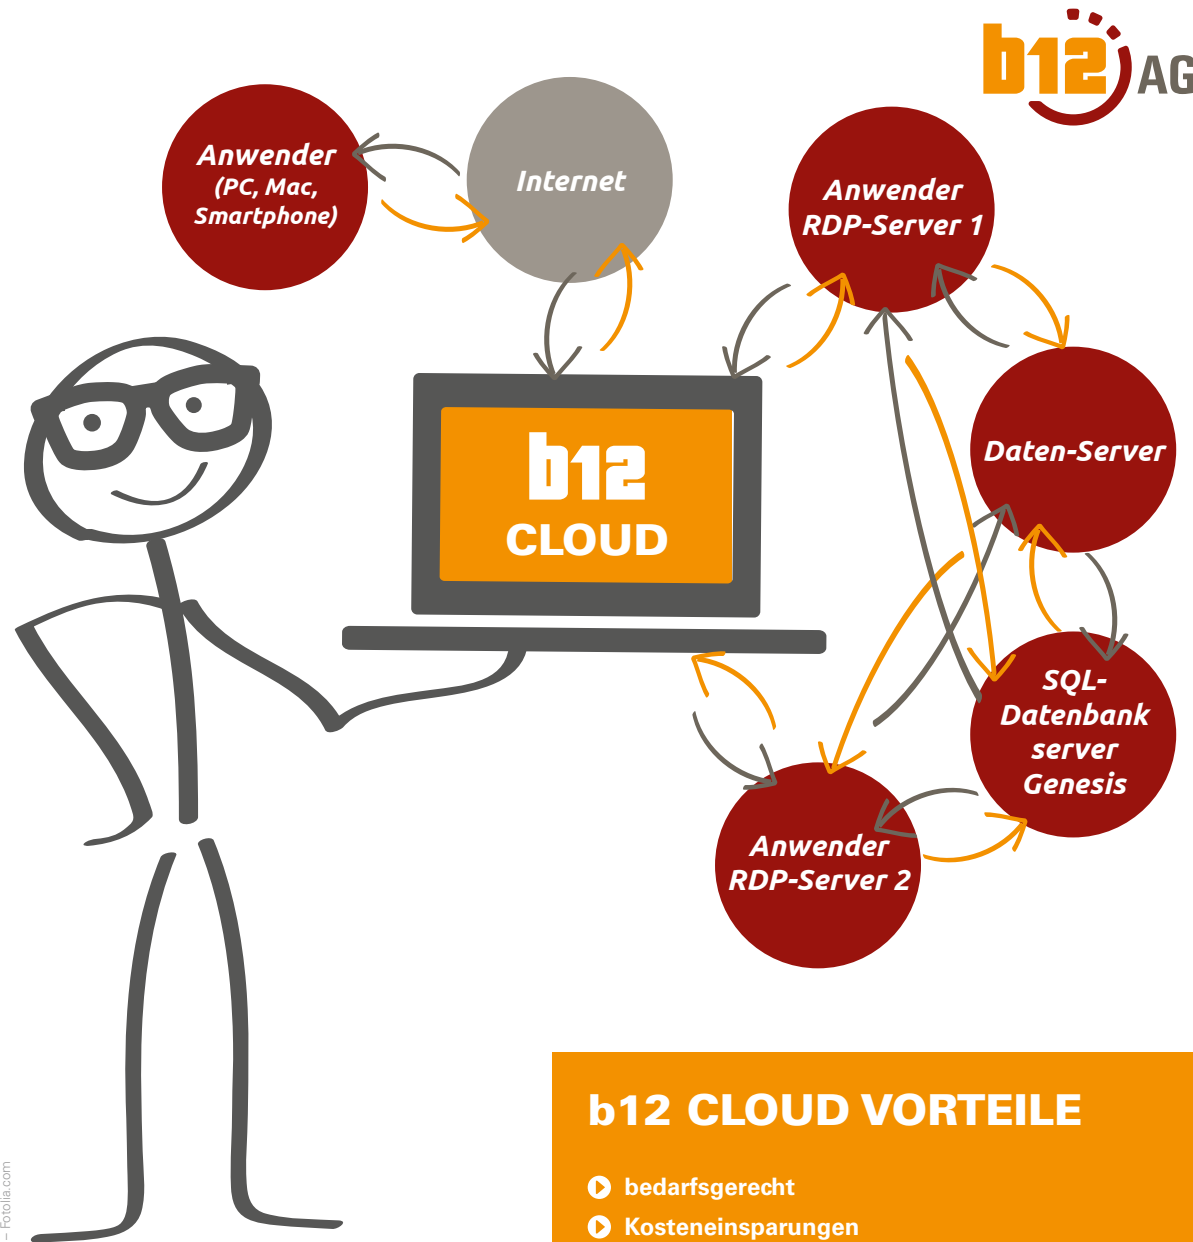 b12 AG
Anwender
(PC, Mac,
Smartphone)
Internet
Anwender
RDP-Server 1
Daten-Server
b12
CLOUD
SQL-
Datenbank
server
Genesis
Anwender
RDP-Server 2
b12 CLOUD VORTEILE
bedarfsgerecht
Kosteneinsparungen
– Fotolia.com